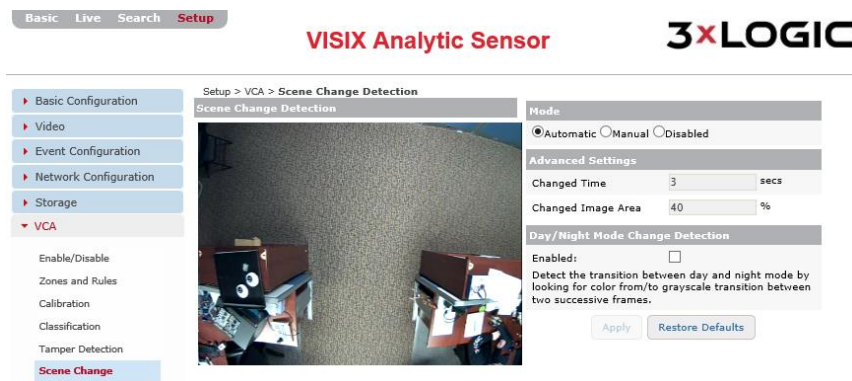 Basic Live Search Setup
VISIX Analytic Sensor
3xLOGIC
Setup > VCA > Scene Change Detection
Basic Configuration
Video
Event Configuration
Network Configuration
Storage
VCA
Enable/Disable
Zones and Rules
Calibration
Classification
Tamper Detection
Scene Change
Scene Change Detection
Mode
Automatic Manual Disabled
Advanced Settings
Changed Time 3 secs
Changed Image Area 40 %
Day/Night Mode Change Detection
Enabled:
Detect the transition between day and night mode by
looking for color from/to grayscale transition between
two successive frames.
Apply Restore Defaults